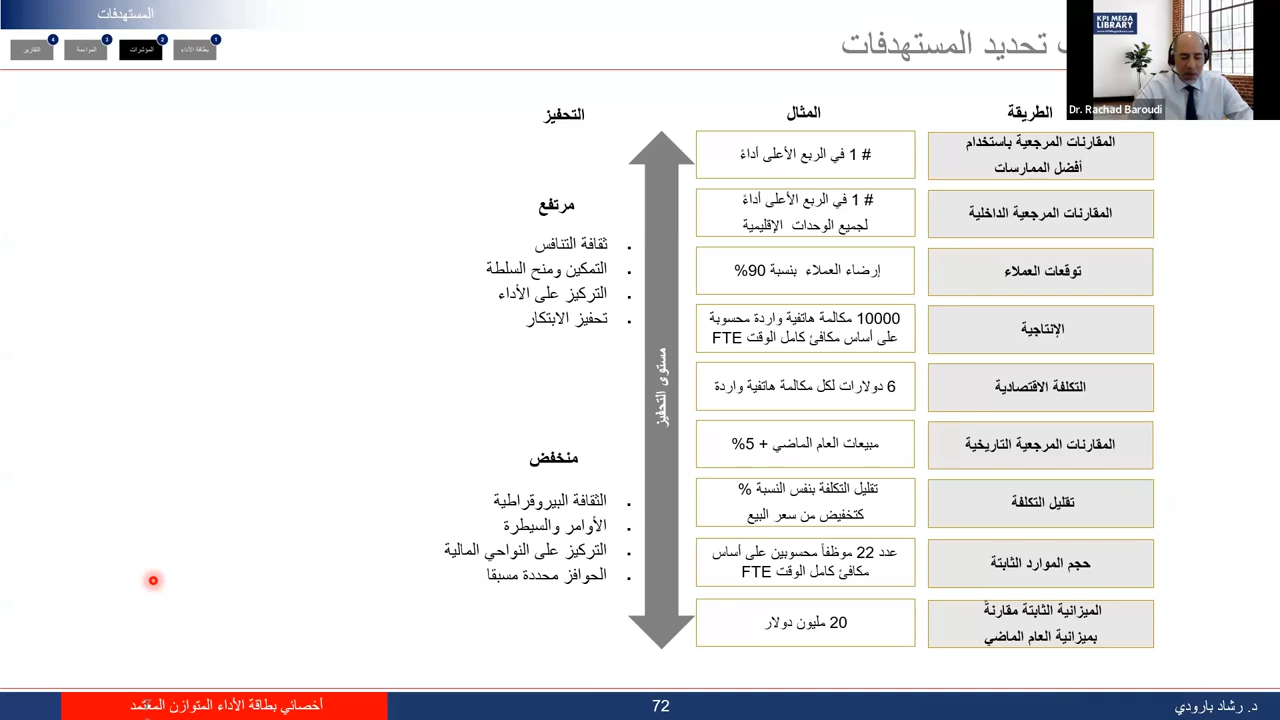 المستهدفات
1
بطاقة الأداء
2
المؤشرات
3
المواءمة
4
التقارير
تحديد المستهدفات
KPI MEGA
LIBRARY
Dr. Rachad Baroudi
الطريقة
المثال
التحفيز
المقارنات المرجعية باستخدام
أفضل الممارسات
# 1 في الربع الأعلى أداءً
المقارنات المرجعية الداخلية
# 1 في الربع الأعلى أداءً
لجميع الوحدات الإقليمية
توقعات العملاء
إرضاء العملاء بنسبة 90%
الإنتاجية
10000 مكالمة هاتفية واردة محسوبة
على أساس مكافئ كامل الوقت FTE
التكلفة الاقتصادية
6 دولارات لكل مكالمة هاتفية واردة
المقارنات المرجعية التاريخية
مبيعات العام الماضي + 5%
تقليل التكلفة
تقليل التكلفة بنفس النسبة %
كتخفيض من سعر البيع
حجم الموارد الثابتة
عدد 22 موظفاً محسوبين على أساس
مكافئ كامل الوقت FTE
الميزانية الثابتة مقارنةً
بميزانية العام الماضي
20 مليون دولار
مستوى التحفيز
مرتفع
. ثقافة التنافس
. التمكين ومنح السلطة
. التركيز على الأداء
. تحفيز الابتكار
منخفض
. الثقافة البيروقراطية
. الأوامر والسيطرة
. التركيز على النواحي المالية
. الحوافز محددة مسبقا
د. رشاد بارودي
72
أخصائي بطاقة الأداء المتوازن المعتمد